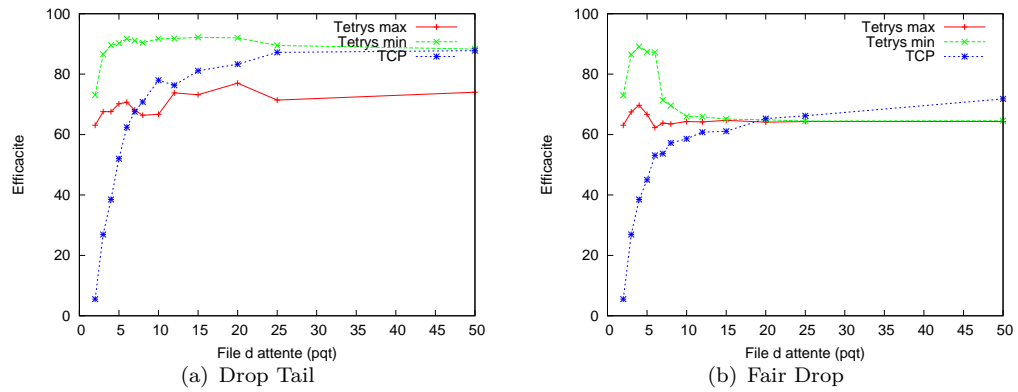 100
80
60
40
20
0
Efficacite
0 5 10 15 20 25 30 35 40 45 50
File d attente (pqt)
Tetrys max
Tetrys min
TCP
(a) Drop Tail
100
80
60
40
20
0
Efficacite
0 5 10 15 20 25 30 35 40 45 50
File d attente (pqt)
Tetrys max
Tetrys min
TCP
(b) Fair Drop